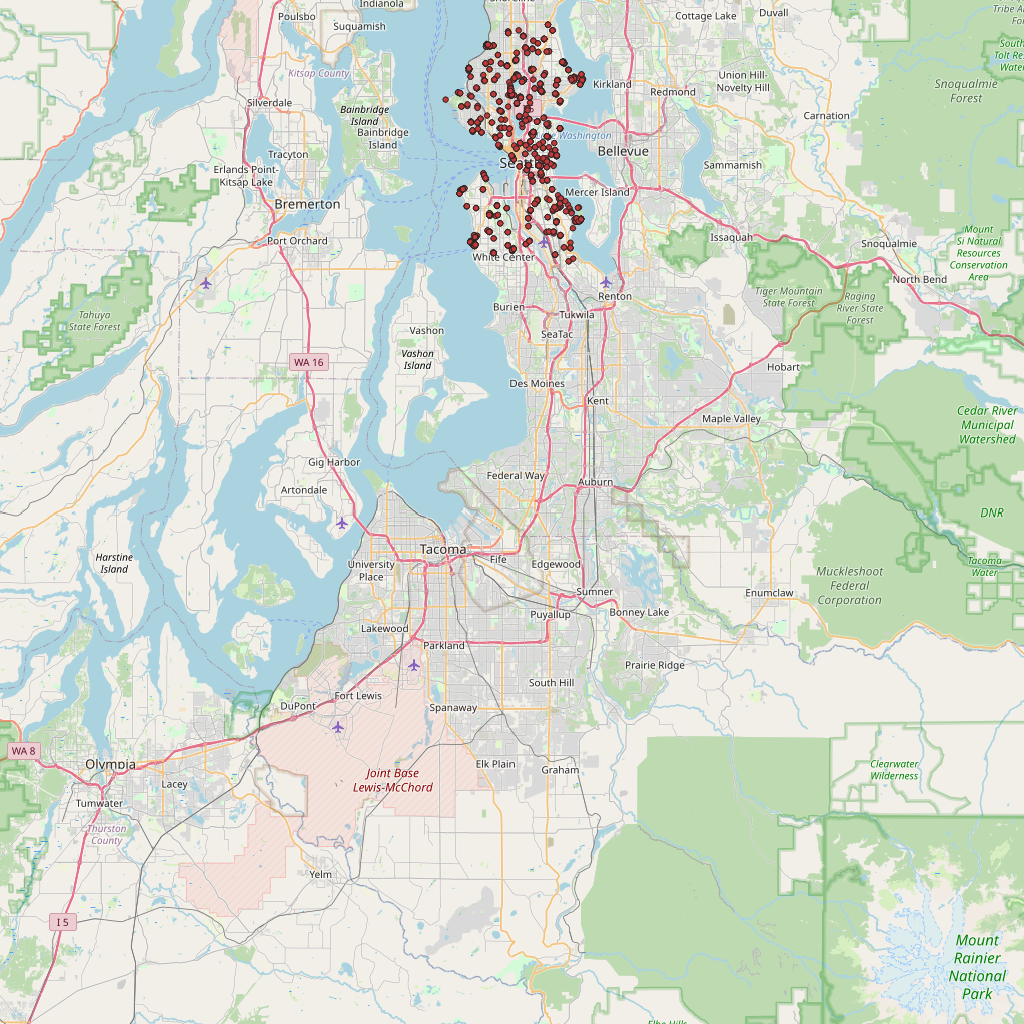 Indianola
Shoreline
Poulsbo
Suquamish
Cottage Lake
Duvall
Kitsap County
Kirkland
Union Hill-
Novelty Hill
Snoqualmie
Forest
Silverdale
Redmond
Bainbridge
Island
Bainbridge
Island
Carnation
Lake Washington
Bellevue
Tracyton
Erlands Point-
Kitsap Lake
Sammamish
Mercer Island
Bremerton
Port Orchard
Issaquah
Snoqualmie
Mount
Si Natural
Resources
Conservation
Area
White Center
North Bend
Renton
Tiger Mountain
State Forest
Raging
River State
Forest
Burien
Tukwila
Tahuya
State Forest
Vashon
SeaTac
Vashon
Island
WA 16
Hobart
Des Moines
Kent
Maple Valley
Cedar River
Municipal
Watershed
Gig Harbor
Federal Way
Auburn
Artondale
DNR
Tacoma
Harstine
Island
University
Place
Fife
Edgewood
Tacoma
Water
Muckleshoot
Federal
Corporation
Sumner
Enumclaw
Puyallup
Bonney Lake
Lakewood
Parkland
Prairie Ridge
South Hill
Fort Lewis
DuPont
Spanaway
WA 8
Olympia
Elk Plain
Graham
Clearwater
Wilderness
Joint Base
Lewis-McChord
Lacey
Tumwater
Thurston
County
Yelm
I 5
Mount
Rainier
National
Park
Elbe Hills